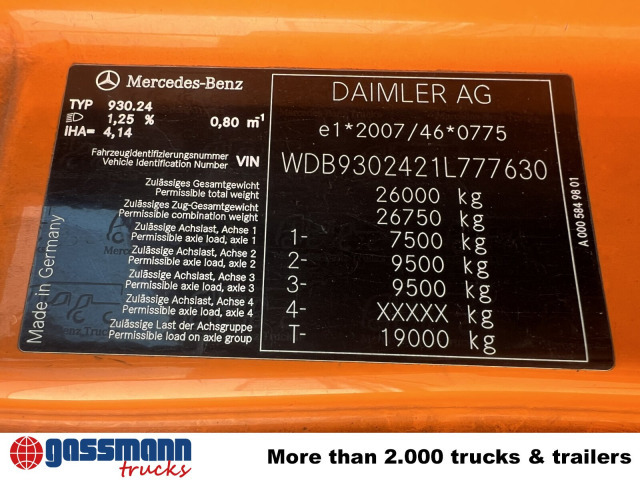 Mercedes-Benz
TYP 930.24
1,25 % 0,80 m⁻¹
iHA= 4,14
Fahrzeugidentifizierungsnummer
Vehicle Identification Number VIN
Zulässiges Gesamtgewicht
Permissible total weight
Zulässiges Zug-Gesamtgewicht
Permissible combination weight
Zulässige Achslast, Achse 1
Permissible axle load, axle 1
Zulässige Achslast, Achse 2
Permissible axle load, axle 2
Zulässige Achslast, Achse 3
Permissible axle load, axle 3
Zulässige Achslast, Achse 4
Permissible axle load, axle 4
Zulässige Last der Achsgruppe
Permissible load on axle group
Made in Germany
DAIMLER AG
e1*2007/46*0775
WDB9302421L777630
26000 kg
26750 kg
1- 7500 kg
2- 9500 kg
3- 9500 kg
4- XXXXX kg
T- 19000 kg
A 000 584 98 01
gassmann
trucks
More than 2.000 trucks & trailers